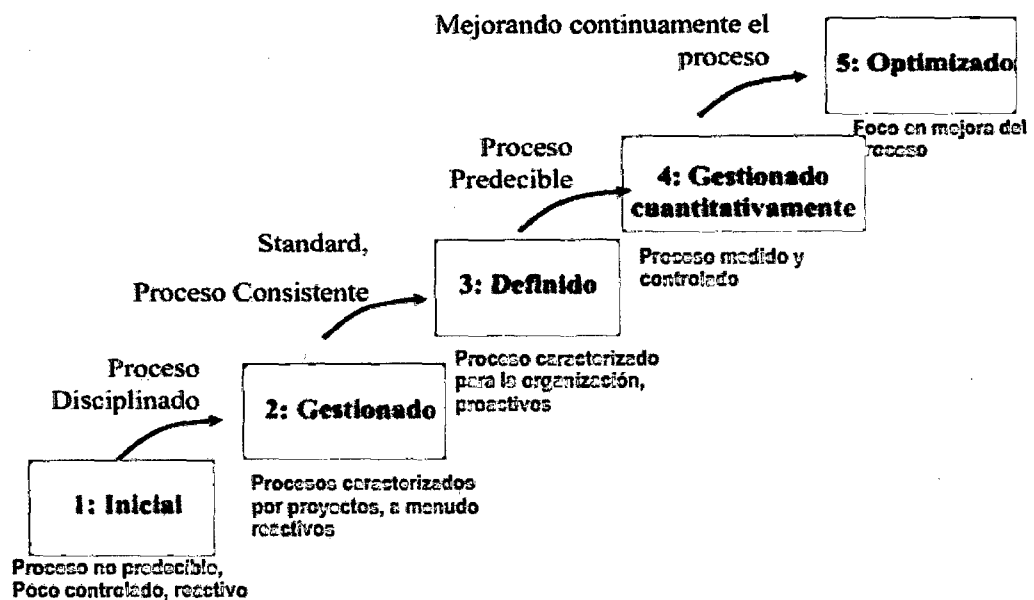 Mejorando continuamente el
proceso
5: Optimizado
Foco en mejora del
proceso
Proceso
Predecible
4: Gestionado
cuantitativamente
Proceso medido y
controlado
Standard,
Proceso Consistente
3: Definido
Proceso caracterizado
para la organización,
proactivos
Proceso
Disciplinado
2: Gestionado
Procesos caracterizados
por proyectos, a menudo
reactivos
1: Inicial
Proceso no predecible,
Poco controlado, reactivo